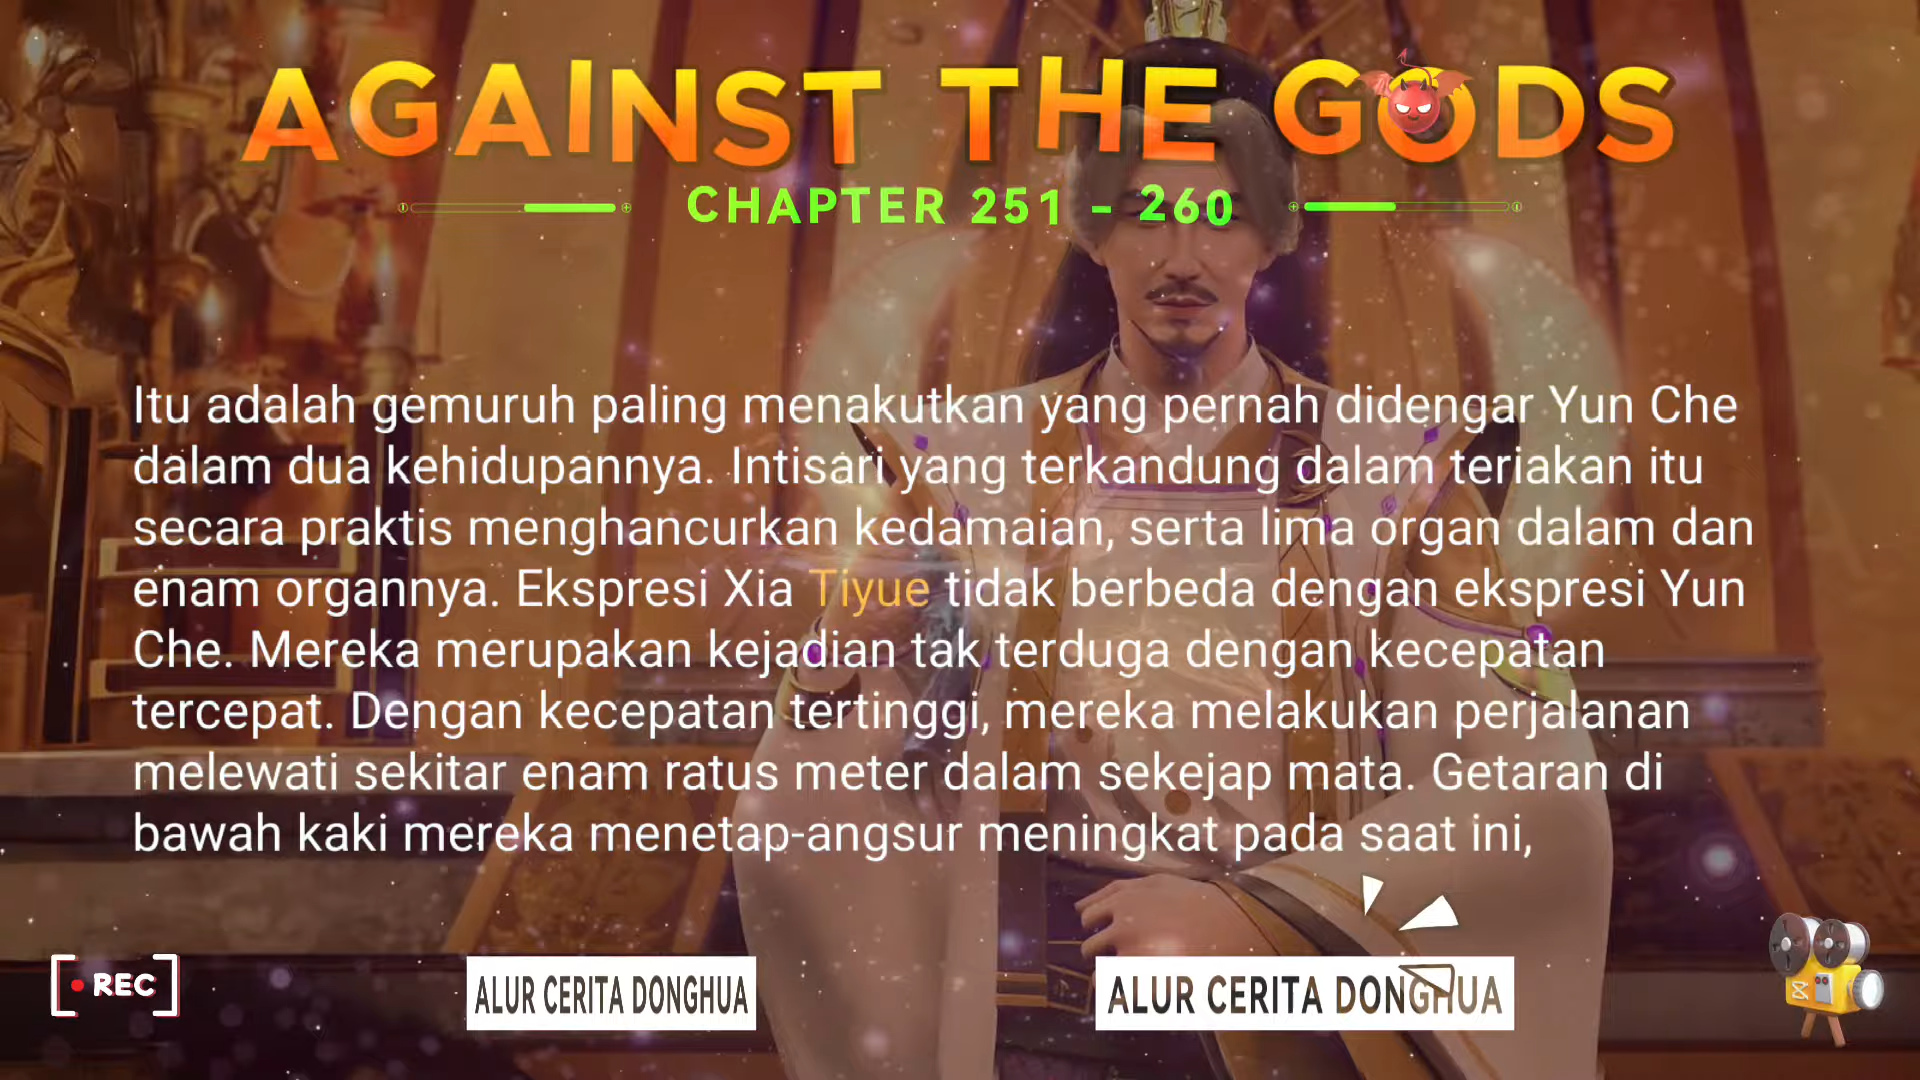 AGAINST THE GODS
CHAPTER 251 - 260
Itu adalah gemuruh paling menakutkan yang pernah didengar Yun Che
dalam dua kehidupannya. Intisari yang terkandung dalam teriakan itu
secara praktis menghancurkan kedamaian, serta lima organ dalam dan
enam organnya. Ekspresi Xia Tiyue tidak berbeda dengan ekspresi Yun
Che. Mereka merupakan kejadian tak terduga dengan kecepatan
tercepat. Dengan kecepatan tertinggi, mereka melakukan perjalanan
melewati sekitar enam ratus meter dalam sekejap mata. Getaran di
bawah kaki mereka menetap-angsur meningkat pada saat ini,
REC
ALUR CERITA DONGHUA
ALUR CERITA DONGHUA